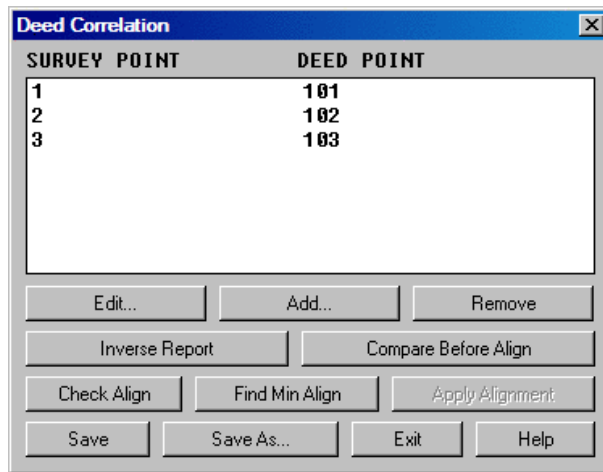 Deed Correlation
SURVEY POINT DEED POINT
1 101
2 102
3 103
Edit... Add... Remove
Inverse Report Compare Before Align
Check Align Find Min Align Apply Alignment
Save Save As... Exit Help